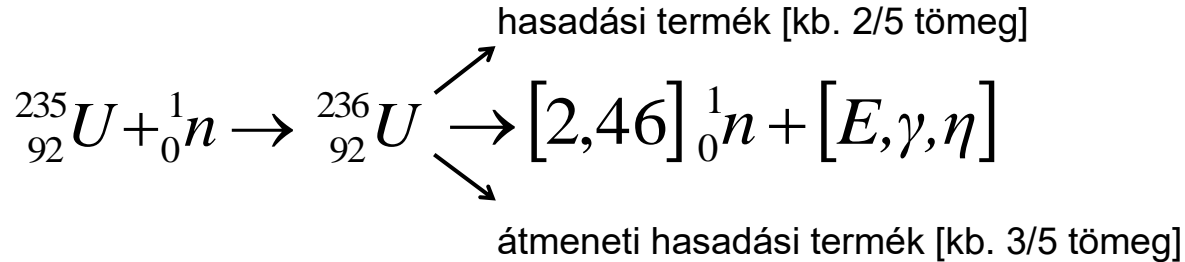 hasadási termék [kb. 2/5 tömeg]
²³⁵₉₂U + ¹₀n → ²³⁶₉₂U → [2,46] ¹₀n + [E,γ,η]
átmeneti hasadási termék [kb. 3/5 tömeg]